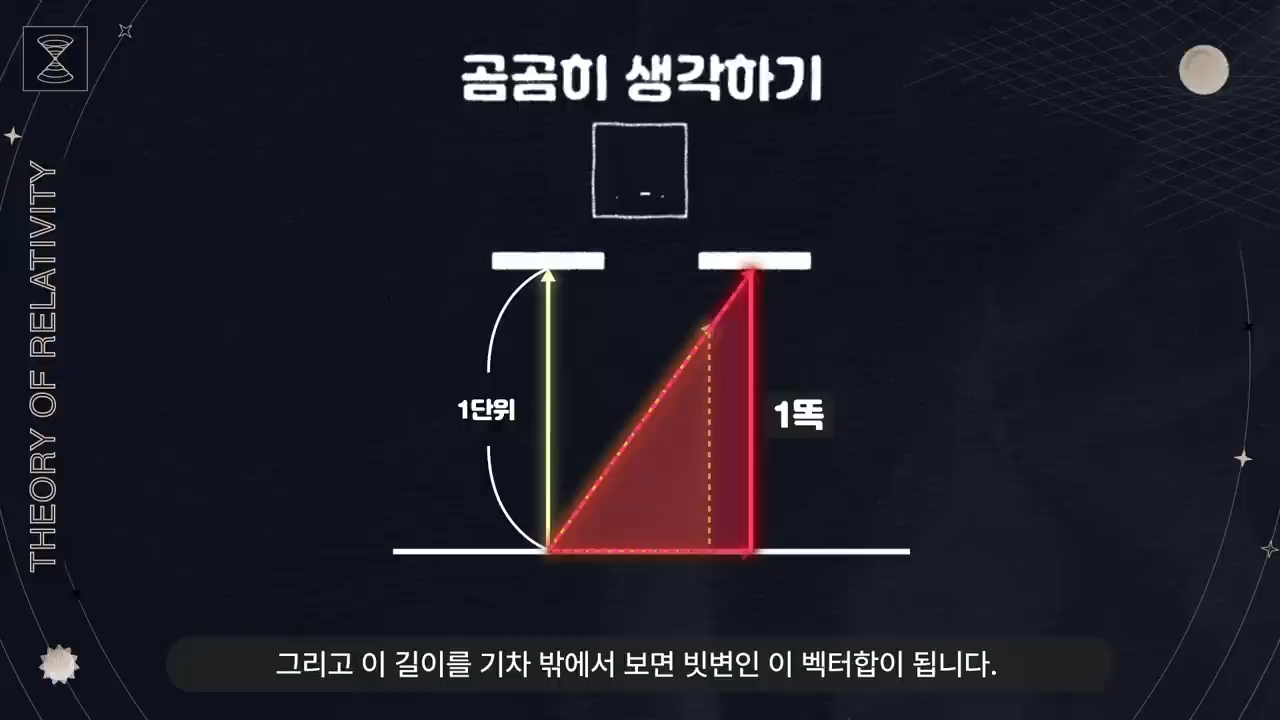 곰곰히 생각하기
THEORY OF RELATIVITY
1단위
1똑
그리고 이 길이를 기차 밖에서 보면 빗변인 이 벡터합이 됩니다.